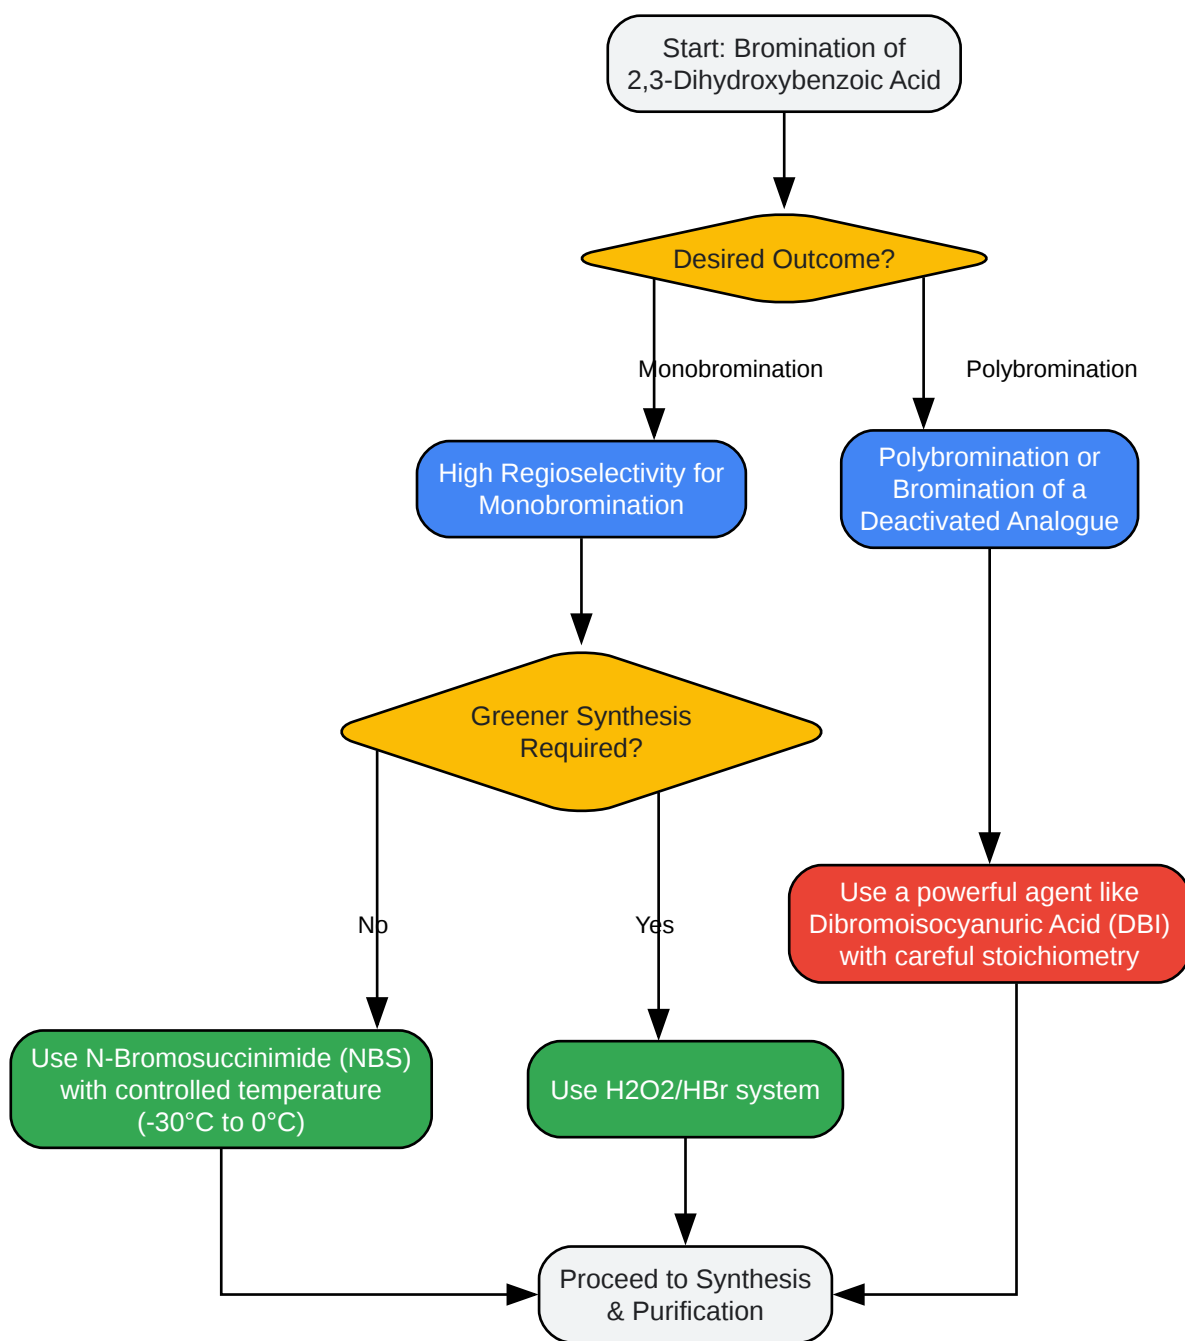 Start: Bromination of
2,3-Dihydroxybenzoic Acid
Desired Outcome?
Monobromination
Polybromination
High Regioselectivity for
Monobromination
Polybromination or
Bromination of a
Deactivated Analogue
Greener Synthesis
Required?
No
Yes
Use a powerful agent like
Dibromoisocyanuric Acid (DBI)
with careful stoichiometry
Use N-Bromosuccinimide (NBS)
with controlled temperature
(-30°C to 0°C)
Use H2O2/HBr system
Proceed to Synthesis
& Purification